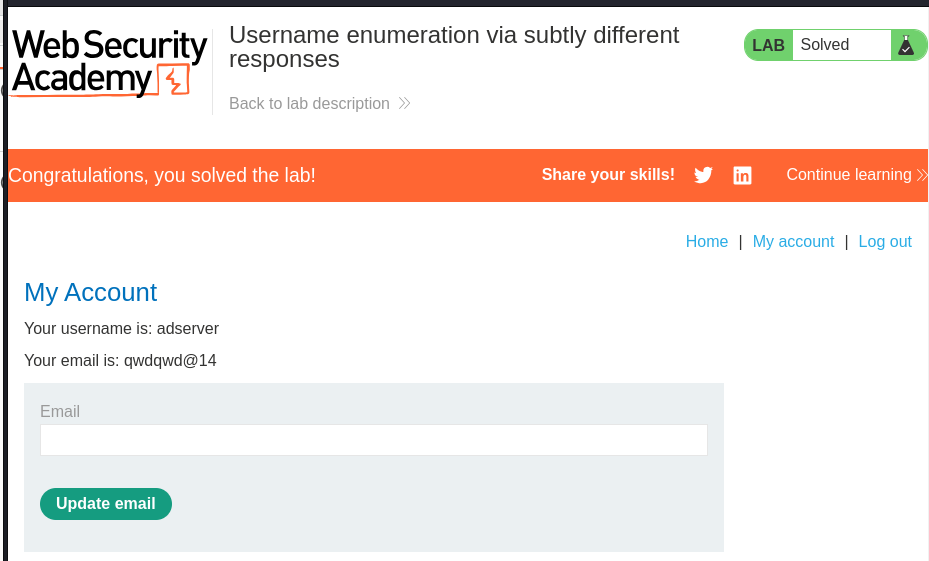 Web Security
Academy
Username enumeration via subtly different
responses
Back to lab description
LAB Solved
Congratulations, you solved the lab!
Share your skills!
Continue learning
Home | My account | Log out
My Account
Your username is: adserver
Your email is: qwdqwd@14
Email
Update email